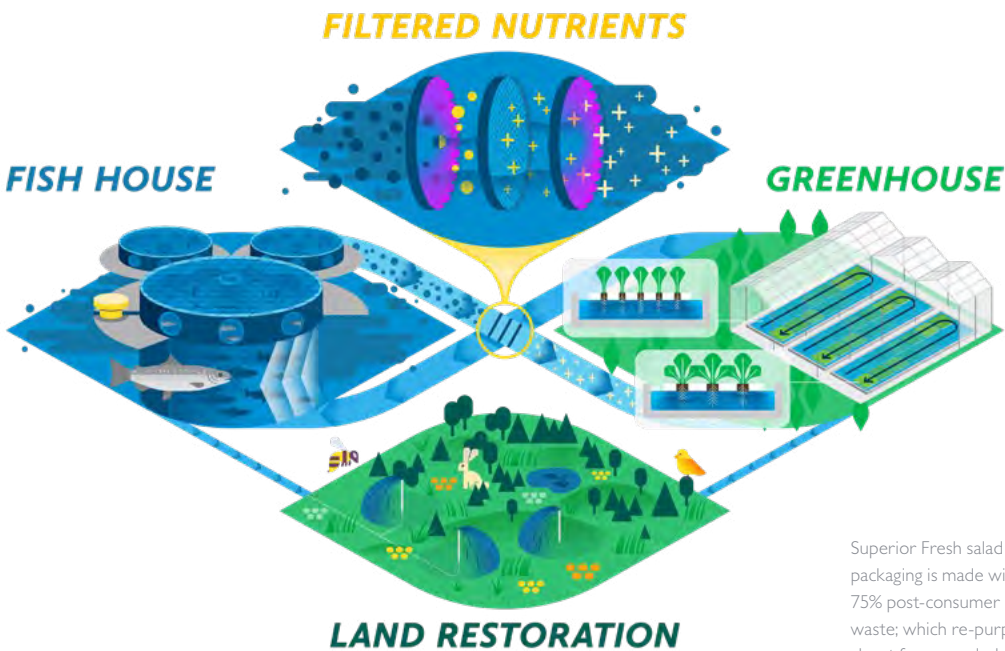 FILTERED NUTRIENTS
FISH HOUSE
GREENHOUSE
LAND RESTORATION
Superior Fresh salad
packaging is made wi
75% post-consumer
waste; which re-purp